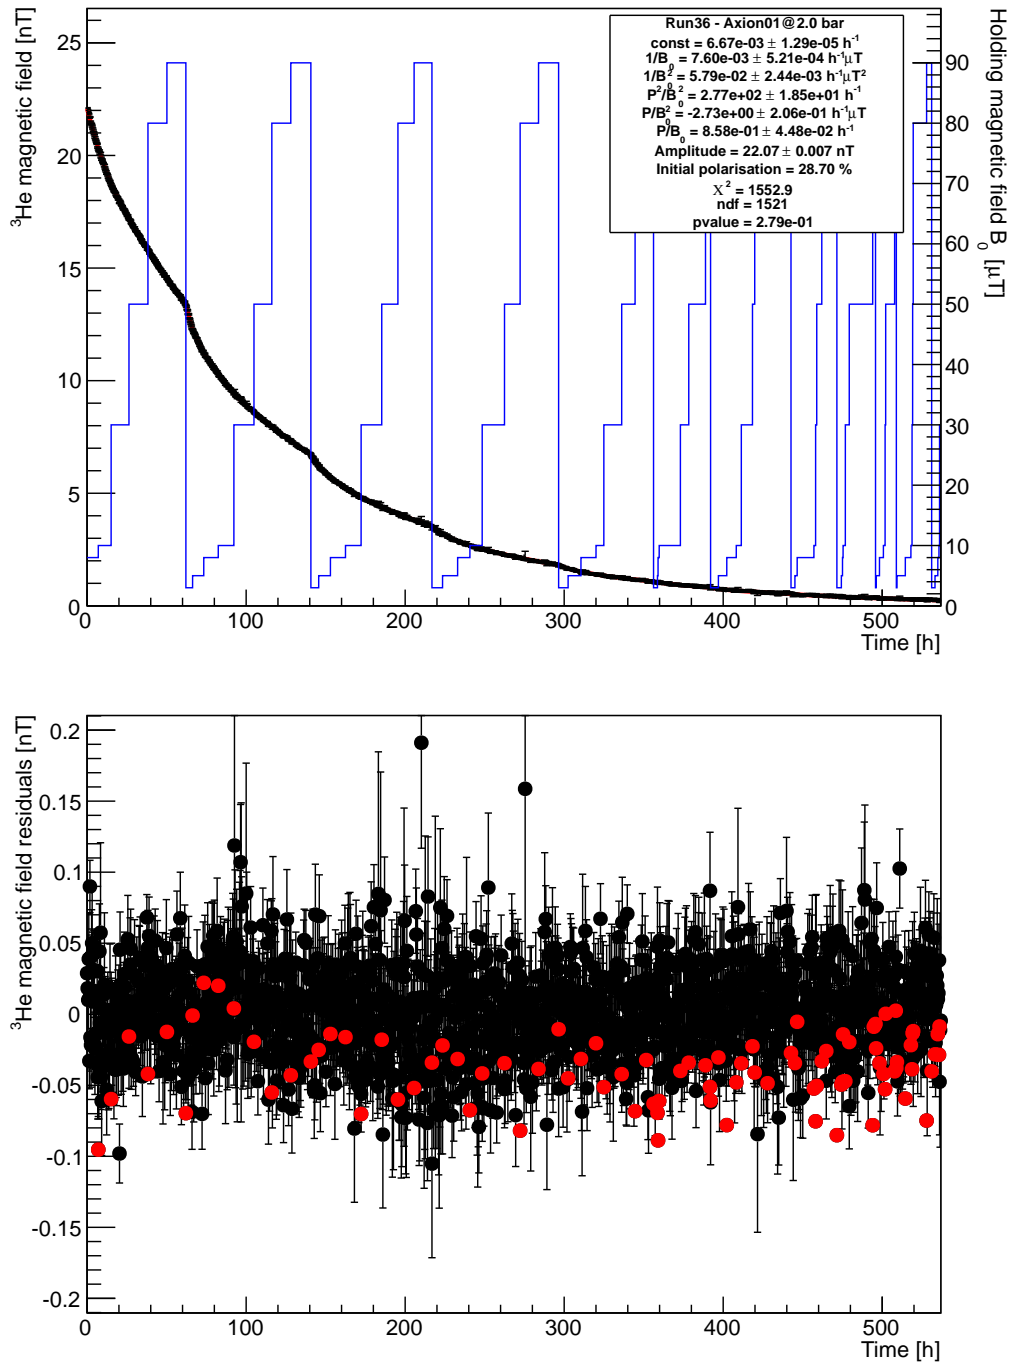 ³He magnetic field [nT]
25
20
15
10
5
0
Run36 - Axion01@2.0 bar
const = 6.67e-03 ± 1.29e-05 h⁻¹
1/B₀ = 7.60e-03 ± 5.21e-04 h⁻¹μT
1/B₀² = 5.79e-02 ± 2.44e-03 h⁻¹μT²
P²/B₀² = 2.77e+02 ± 1.85e+01 h⁻¹
P/B₀² = -2.73e+00 ± 2.06e-01 h⁻¹μT
P/B₀ = 8.58e-01 ± 4.48e-02 h⁻¹
Amplitude = 22.07 ± 0.007 nT
Initial polarisation = 28.70 %
Χ² = 1552.9
ndf = 1521
pvalue = 2.79e-01
Holding magnetic field B₀ [μT]
90
80
70
60
50
40
30
20
10
0
0 100 200 300 400 500
Time [h]
³He magnetic field residuals [nT]
0.2
0.15
0.1
0.05
0
-0.05
-0.1
-0.15
-0.2
0 100 200 300 400 500
Time [h]